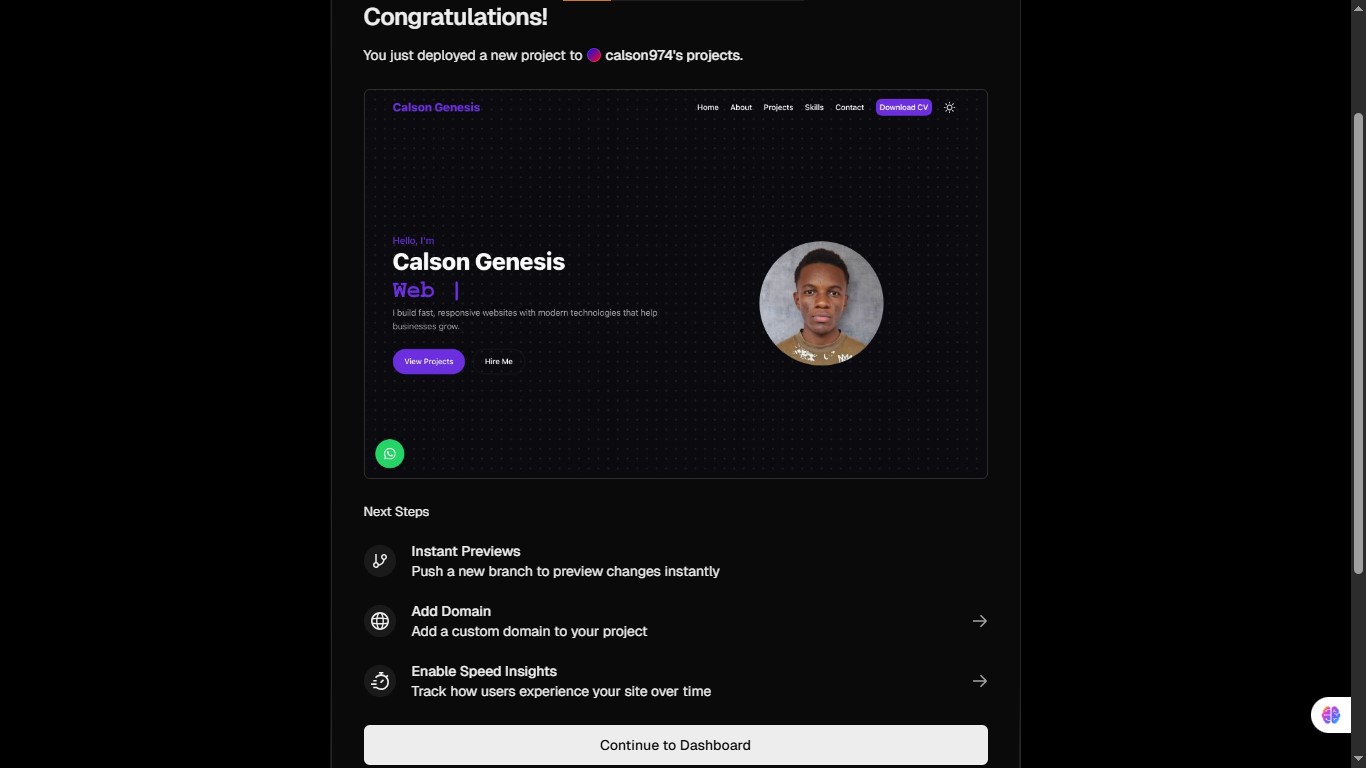 Congratulations!
You just deployed a new project to calson974's projects.
Calson Genesis
Home About Projects Skills Contact Download CV
Hello, I'm
Calson Genesis
Web |
I build fast, responsive websites with modern technologies that help
businesses grow.
View Projects Hire Me
Next Steps
Instant Previews
Push a new branch to preview changes instantly
Add Domain
Add a custom domain to your project
Enable Speed Insights
Track how users experience your site over time
Continue to Dashboard